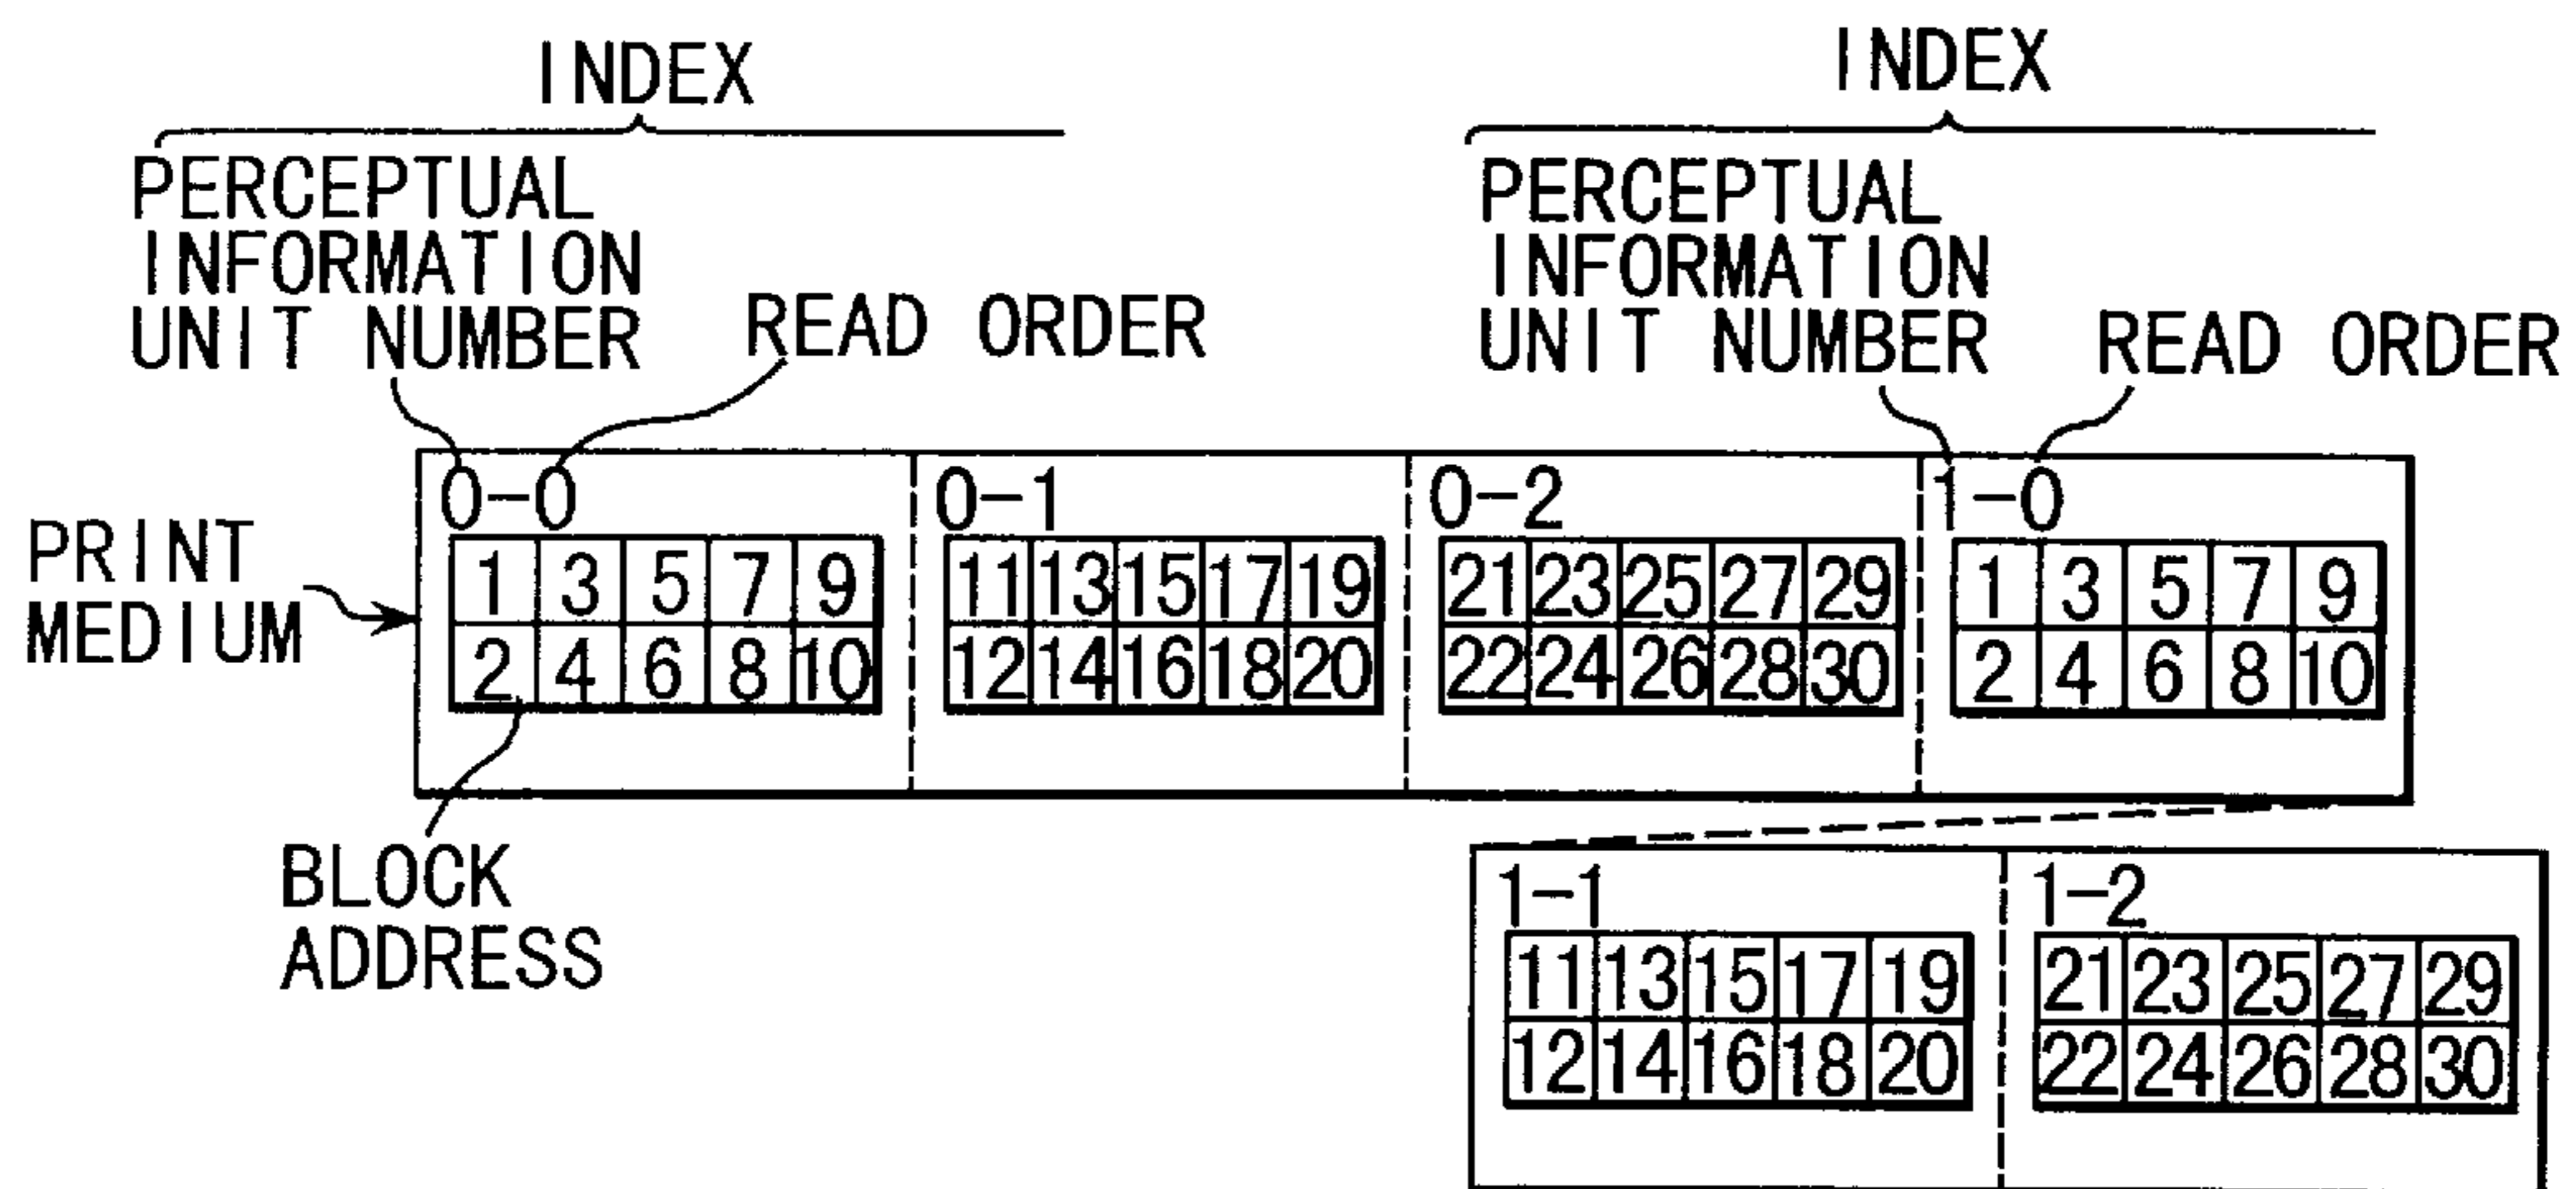 INDEX
INDEX
PERCEPTUAL
INFORMATION
UNIT NUMBER
READ ORDER
PERCEPTUAL
INFORMATION
UNIT NUMBER
READ ORDER
PRINT
MEDIUM
0-0
1 3 5 7 9
2 4 6 8 10
0-1
11 13 15 17 19
12 14 16 18 20
0-2
21 23 25 27 29
22 24 26 28 30
1-0
1 3 5 7 9
2 4 6 8 10
BLOCK
ADDRESS
1-1
11 13 15 17 19
12 14 16 18 20
1-2
21 23 25 27 29
22 24 26 28 30